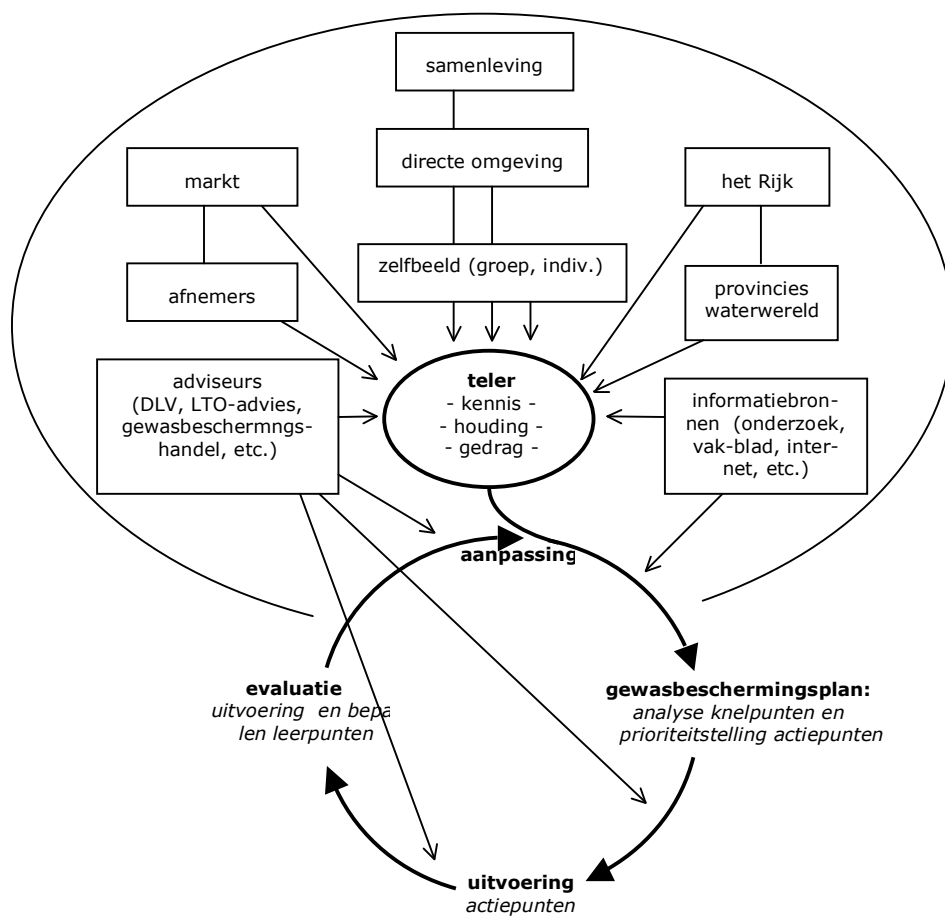 samenleving
directe omgeving
markt
het Rijk
zelfbeeld (groep, indiv.)
afnemers
provincies
waterwereld
adviseurs
(DLV, LTO-advies,
gewasbeschermngs-
handel, etc.)
teler
- kennis -
- houding -
- gedrag -
informatiebron-
nen (onderzoek,
vak-blad, inter-
net, etc.)
aanpassing
evaluatie
uitvoering en bepa
len leerpunten
gewasbeschermingsplan:
analyse knelpunten en
prioriteitstelling actiepunten
uitvoering
actiepunten